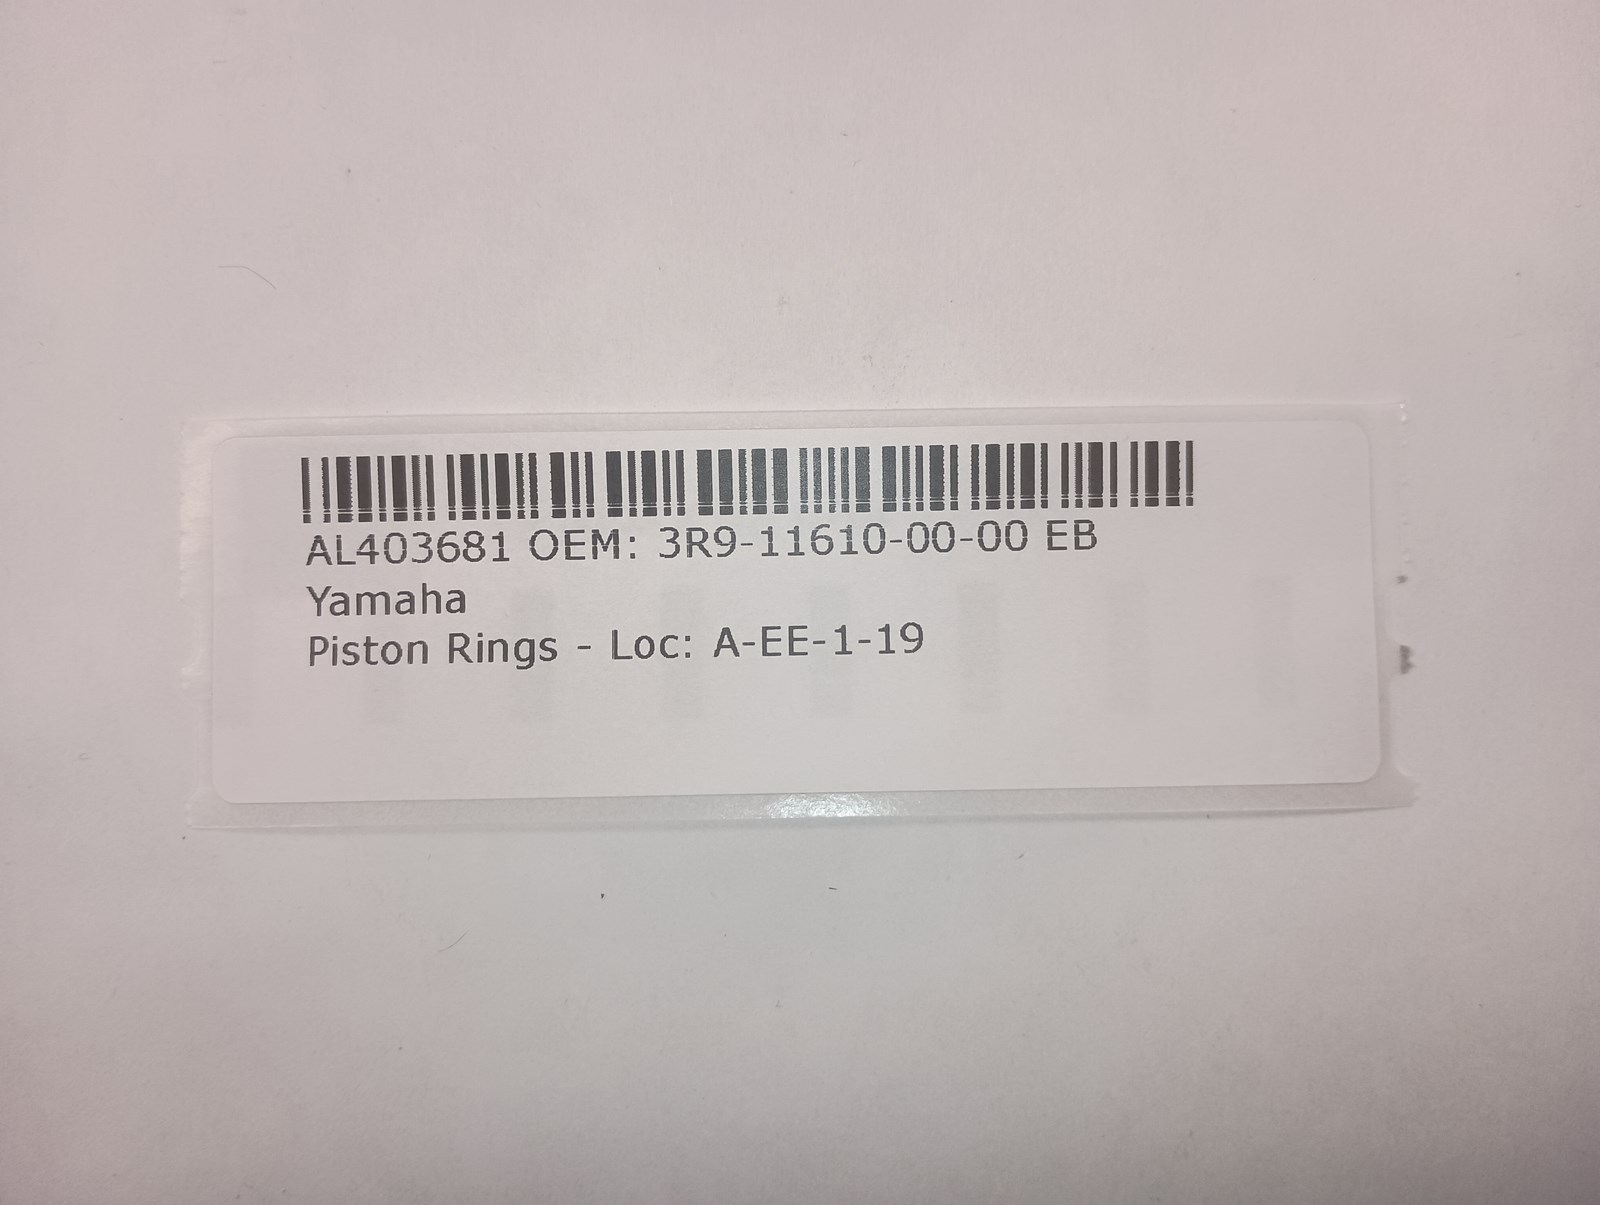 AL403681 OEM: 3R9-11610-00-00 EB
Yamaha
Piston Rings - Loc: A-EE-1-19